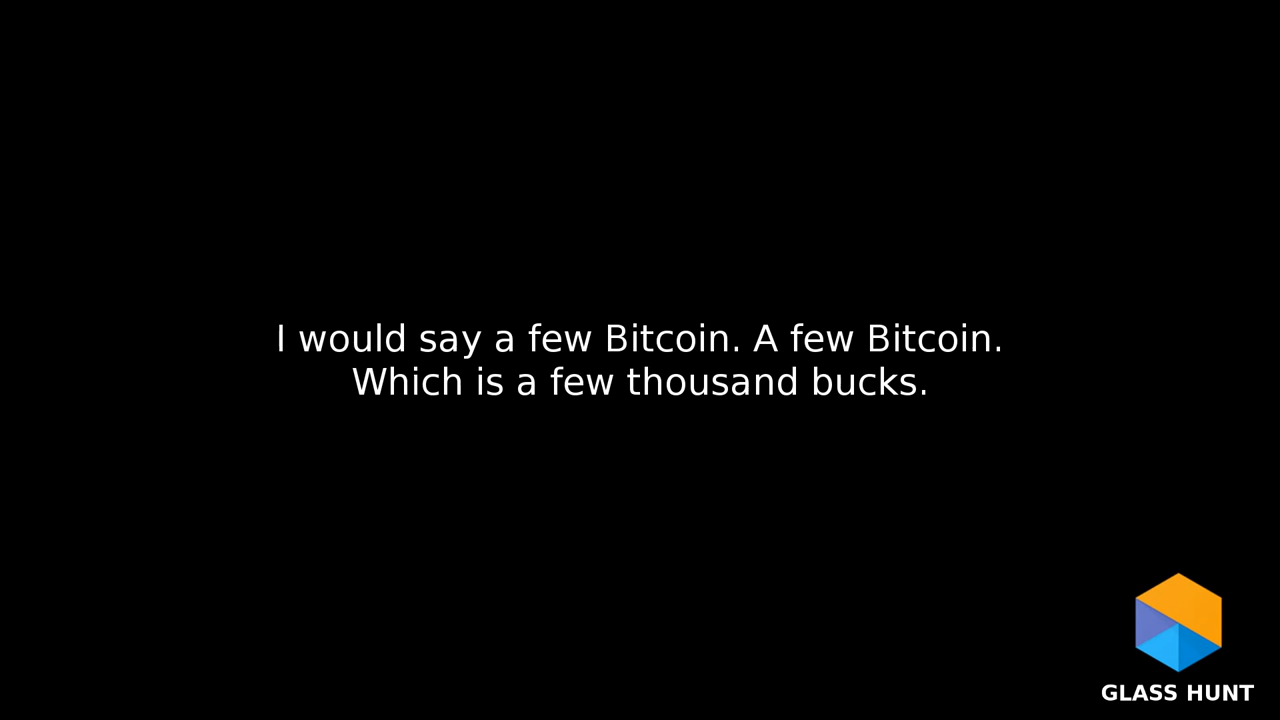 I would say a few Bitcoin. A few Bitcoin.
Which is a few thousand bucks.
GLASS HUNT